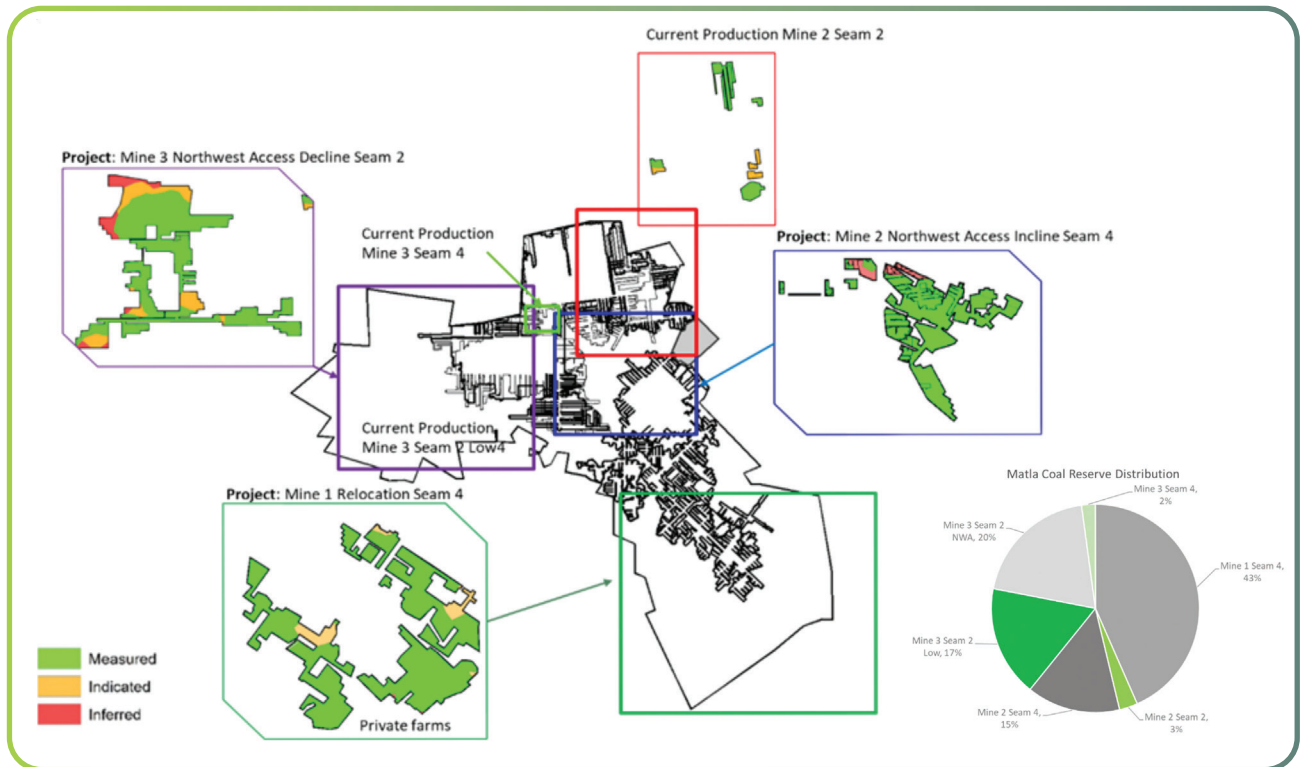 Current Production Mine 2 Seam 2
Project: Mine 3 Northwest Access Decline Seam 2
Current Production
Mine 3 Seam 4
Project: Mine 2 Northwest Access Incline Seam 4
Current Production
Mine 3 Seam 2 Low4
Project: Mine 1 Relocation Seam 4
Private farms
Measured
Indicated
Inferred
Matla Coal Reserve Distribution
Mine 3 Seam 4,
2%
Mine 3 Seam 2
NWA, 20%
Mine 1 Seam 4,
43%
Mine 3 Seam 2
Low, 17%
Mine 2 Seam 4,
15%
Mine 2 Seam 2,
3%